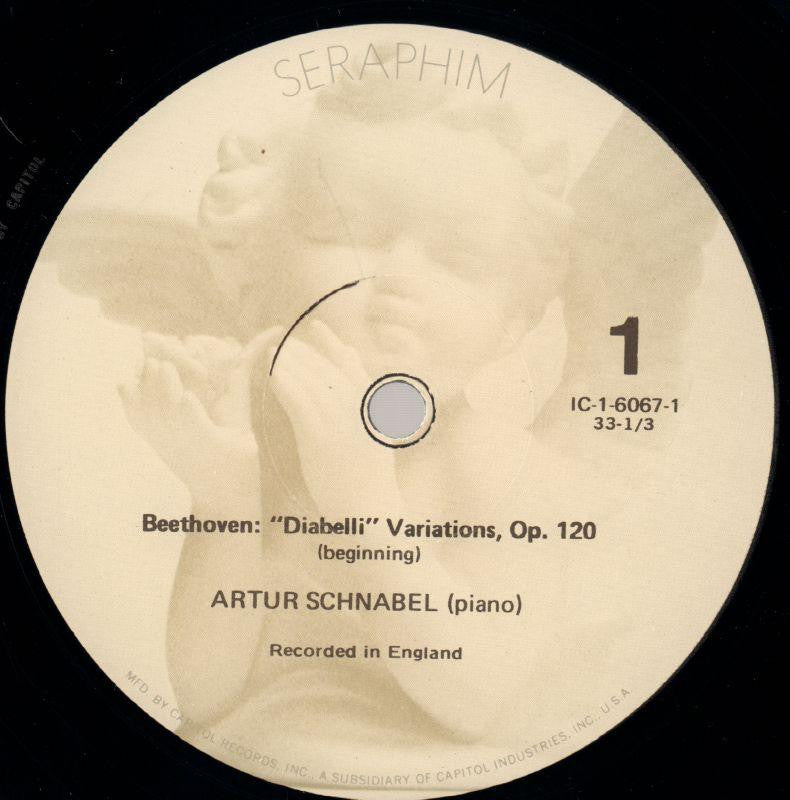 SERAPHIM
BY CAPITOL
1
IC-1-6067-1
33-1/3
Beethoven: "Diabelli" Variations, Op. 120
(beginning)
ARTUR SCHNABEL (piano)
Recorded in England
MFD. BY CAPITOL RECORDS, INC., A SUBSIDIARY OF CAPITOL INDUSTRIES, INC., U.S.A.